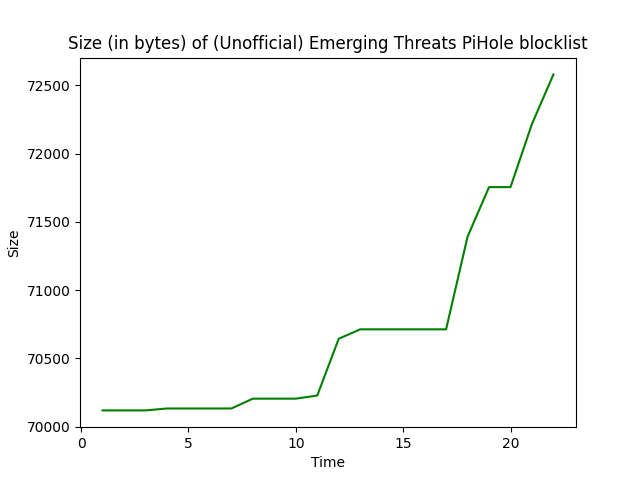 Size (in bytes) of (Unofficial) Emerging Threats PiHole blocklist
72500
72000
71500
71000
70500
70000
Size
0 5 10 15 20
Time